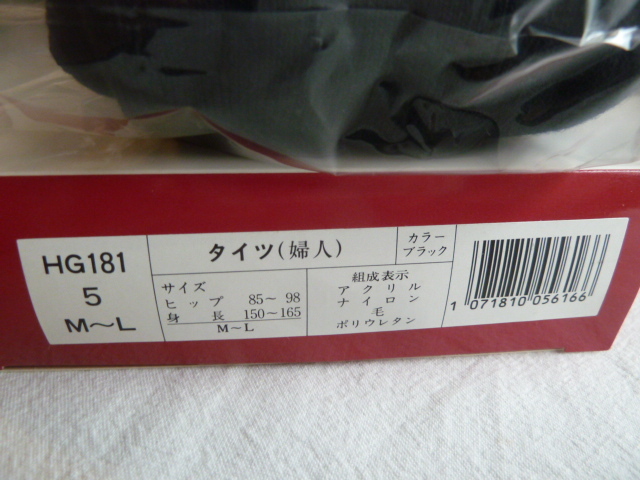 HG181
5
M～L
タイツ(婦人)
サイズ
ヒップ 85～98
身長 150～165
M～L
カラー
ブラック
組成表示
アクリル
ナイロン
毛
ポリウレタン
1 071810 056166